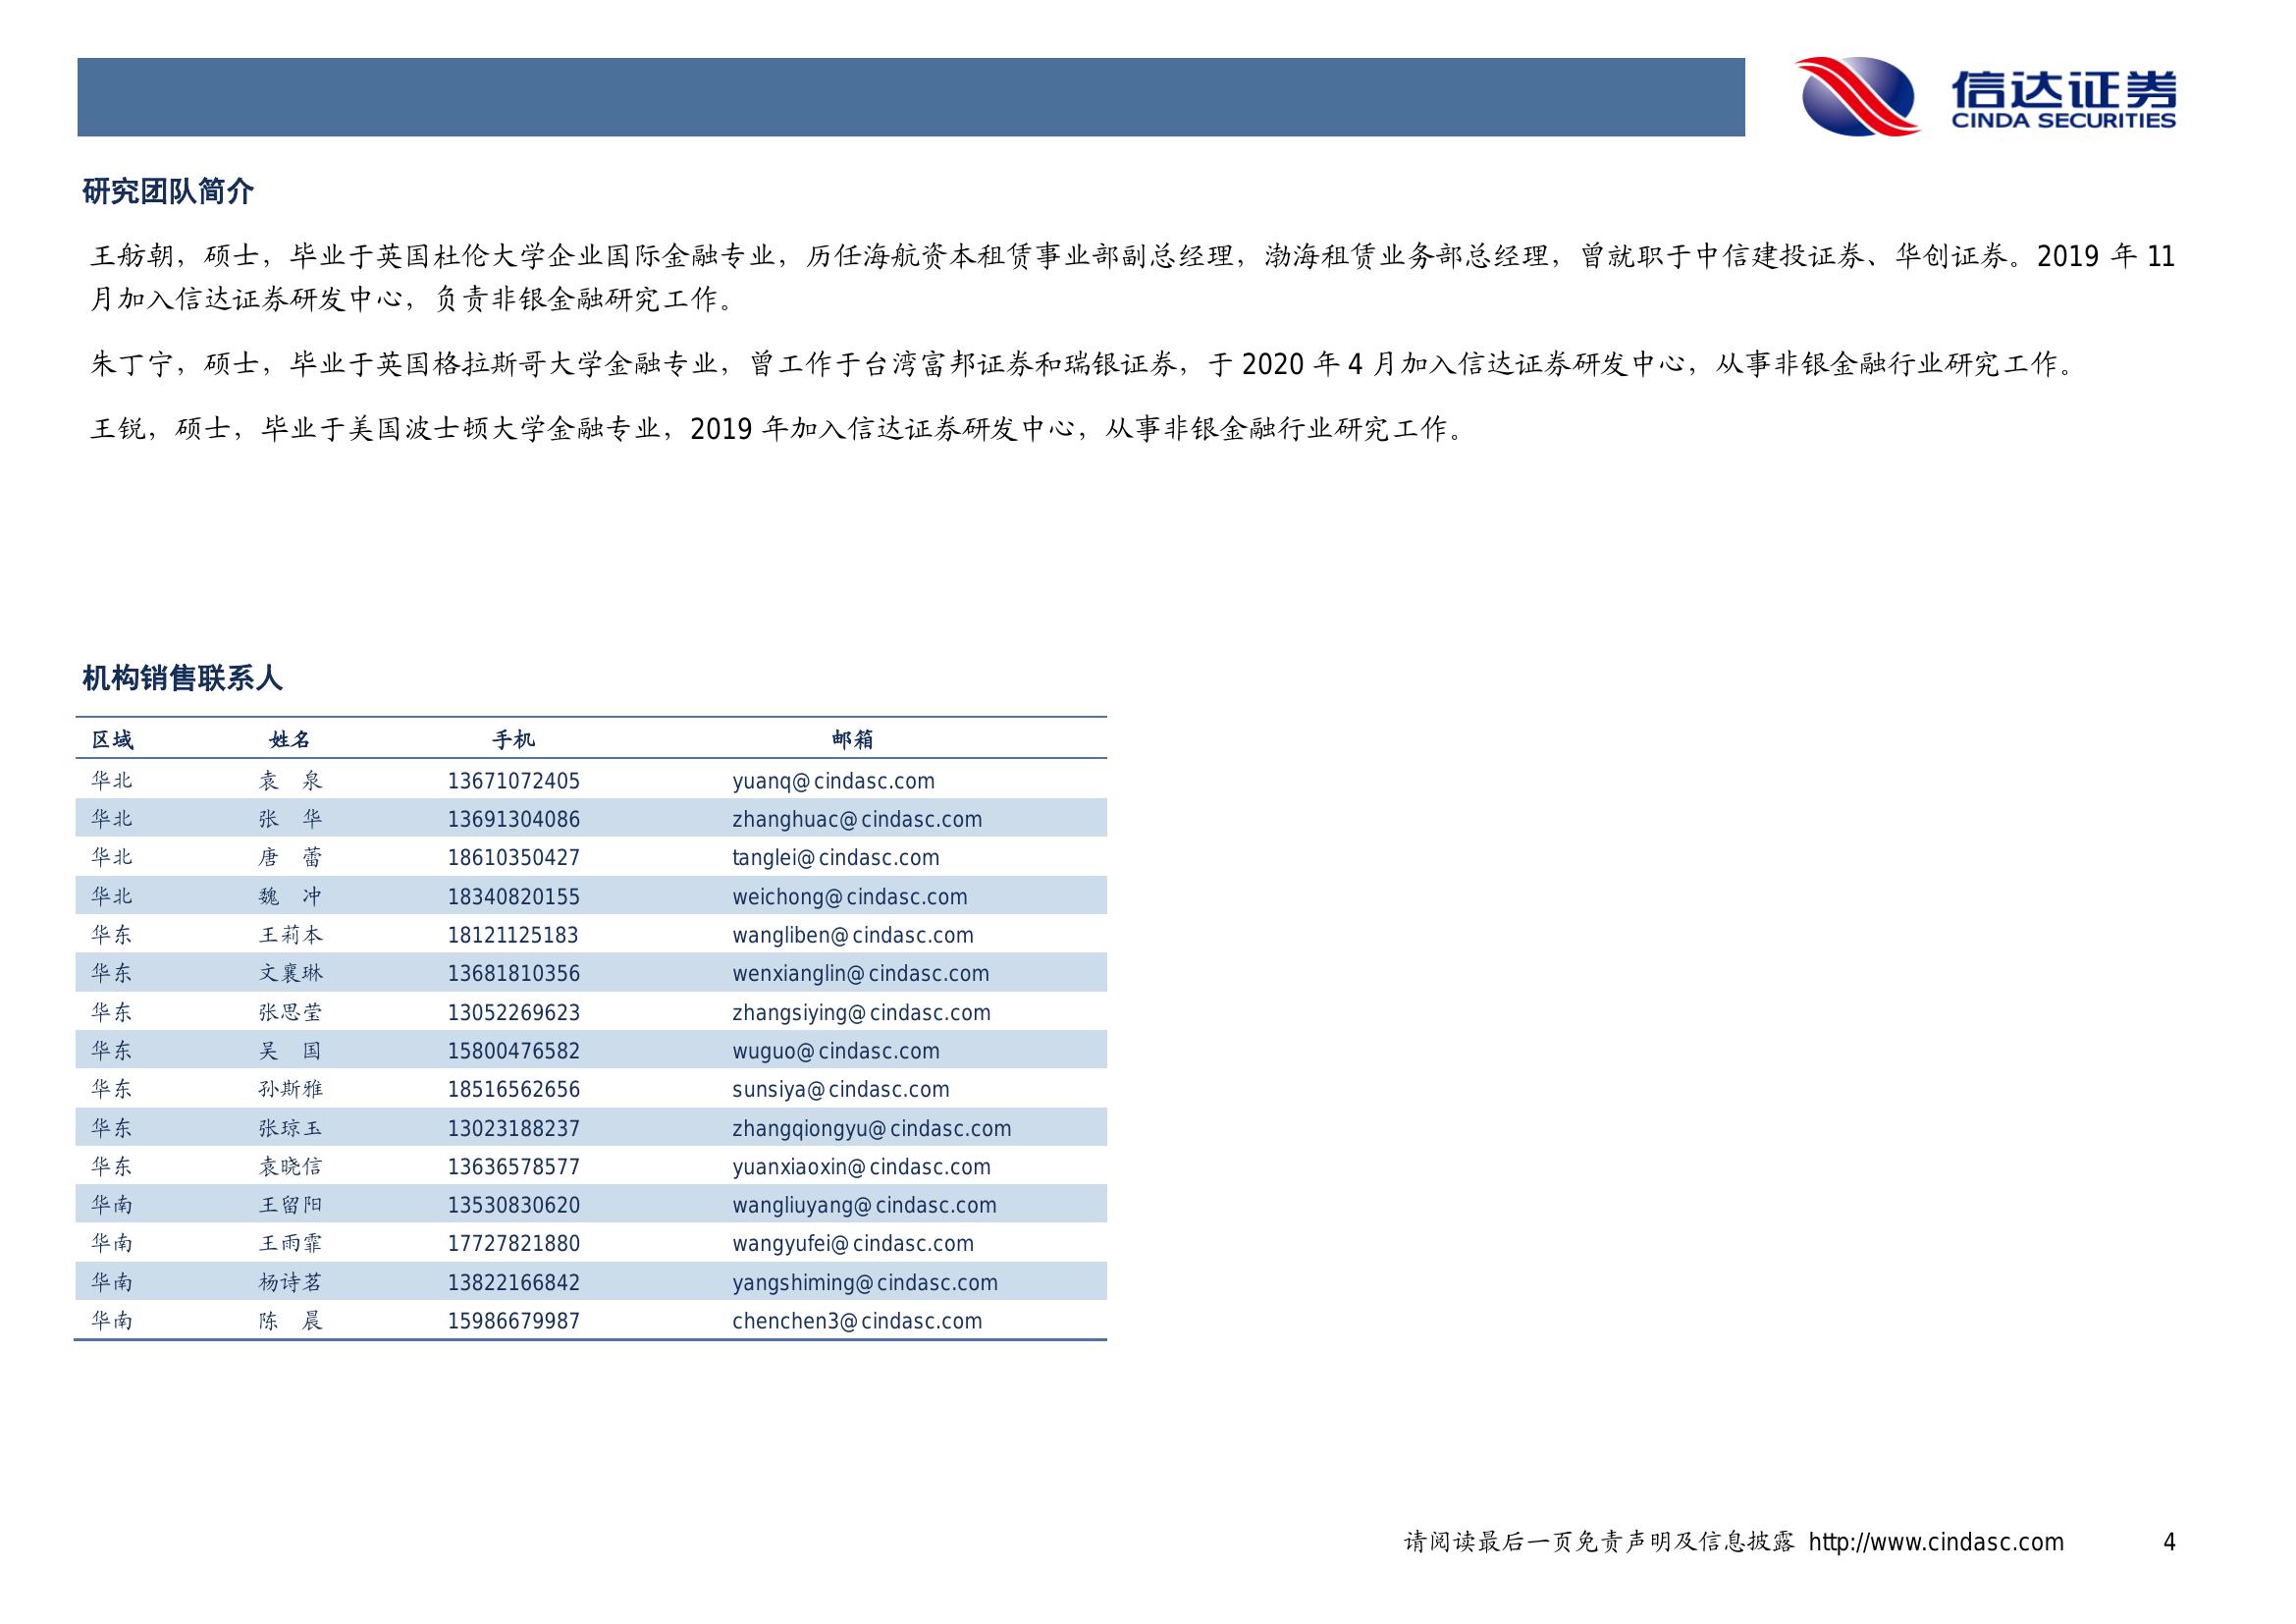 信达证券
CINDA SECURITIES
研究团队简介
王舫朝，硕士，毕业于英国杜伦大学企业国际金融专业，历任海航资本租赁事业部副总经理，渤海租赁业务部总经理，曾就职于中信建投证券、华创证券。2019 年 11
月加入信达证券研发中心，负责非银金融研究工作。
朱丁宁，硕士，毕业于英国格拉斯哥大学金融专业，曾工作于台湾富邦证券和瑞银证券，于 2020 年 4 月加入信达证券研发中心，从事非银金融行业研究工作。
王锐，硕士，毕业于美国波士顿大学金融专业，2019 年加入信达证券研发中心，从事非银金融行业研究工作。
机构销售联系人
区域 姓名 手机 邮箱
华北 袁 泉 13671072405 yuanq@cindasc.com
华北 张 华 13691304086 zhanghuac@cindasc.com
华北 唐 蕾 18610350427 tanglei@cindasc.com
华北 魏 冲 18340820155 weichong@cindasc.com
华东 王莉本 18121125183 wangliben@cindasc.com
华东 文襄琳 13681810356 wenxianglin@cindasc.com
华东 张思莹 13052269623 zhangsiying@cindasc.com
华东 吴 国 15800476582 wuguo@cindasc.com
华东 孙斯雅 18516562656 sunsiya@cindasc.com
华东 张琼玉 13023188237 zhangqiongyu@cindasc.com
华东 袁晓信 13636578577 yuanxiaoxin@cindasc.com
华南 王留阳 13530830620 wangliuyang@cindasc.com
华南 王雨霏 17727821880 wangyufei@cindasc.com
华南 杨诗茗 13822166842 yangshiming@cindasc.com
华南 陈 晨 15986679987 chenchen3@cindasc.com
请阅读最后一页免责声明及信息披露 http://www.cindasc.com 4